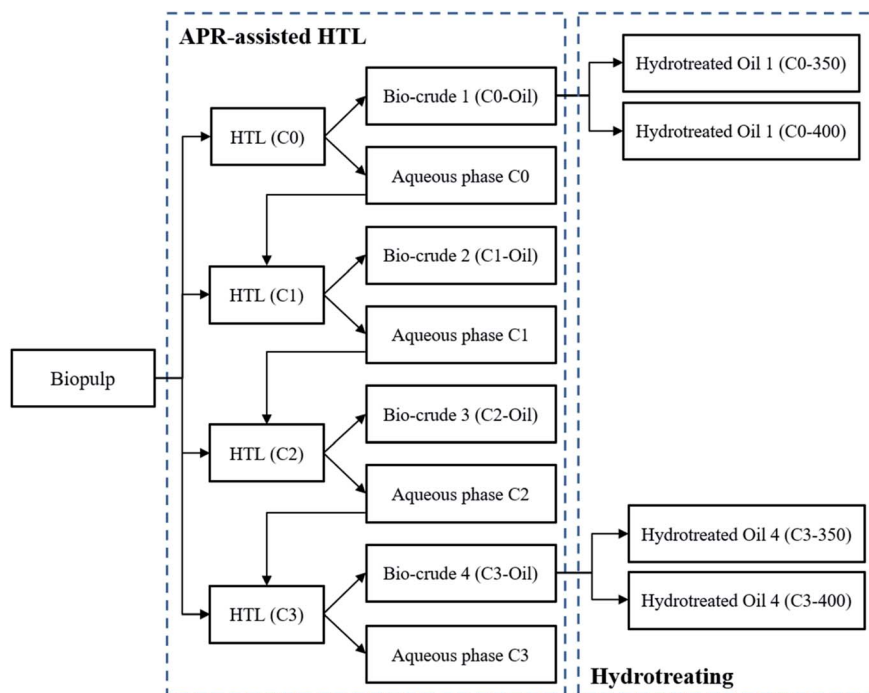 APR-assisted HTL
Hydrotreated Oil 1 (C0-350)
Bio-crude 1 (C0-Oil)
Hydrotreated Oil 1 (C0-400)
HTL (C0)
Aqueous phase C0
Bio-crude 2 (C1-Oil)
HTL (C1)
Aqueous phase C1
Biopulp
Bio-crude 3 (C2-Oil)
HTL (C2)
Aqueous phase C2
Hydrotreated Oil 4 (C3-350)
Bio-crude 4 (C3-Oil)
Hydrotreated Oil 4 (C3-400)
HTL (C3)
Aqueous phase C3
Hydrotreating